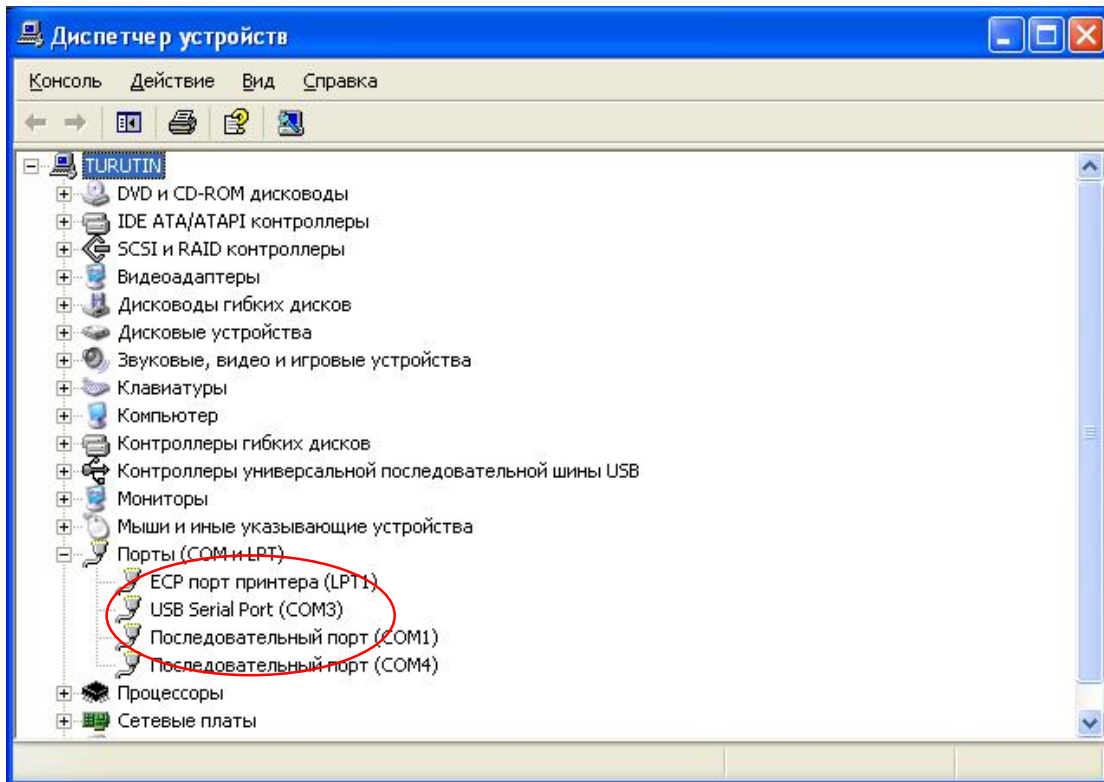 Диспетчер устройств
Консоль Действие Вид Справка
TURUTIN
DVD и CD-ROM дисководы
IDE ATA/ATAPI контроллеры
SCSI и RAID контроллеры
Видеоадаптеры
Дисководы гибких дисков
Дисковые устройства
Звуковые, видео и игровые устройства
Клавиатуры
Компьютер
Контроллеры гибких дисков
Контроллеры универсальной последовательной шины USB
Мониторы
Мыши и иные указывающие устройства
Порты (COM и LPT)
ECP порт принтера (LPT1)
USB Serial Port (COM3)
Последовательный порт (COM1)
Последовательный порт (COM4)
Процессоры
Сетевые платы